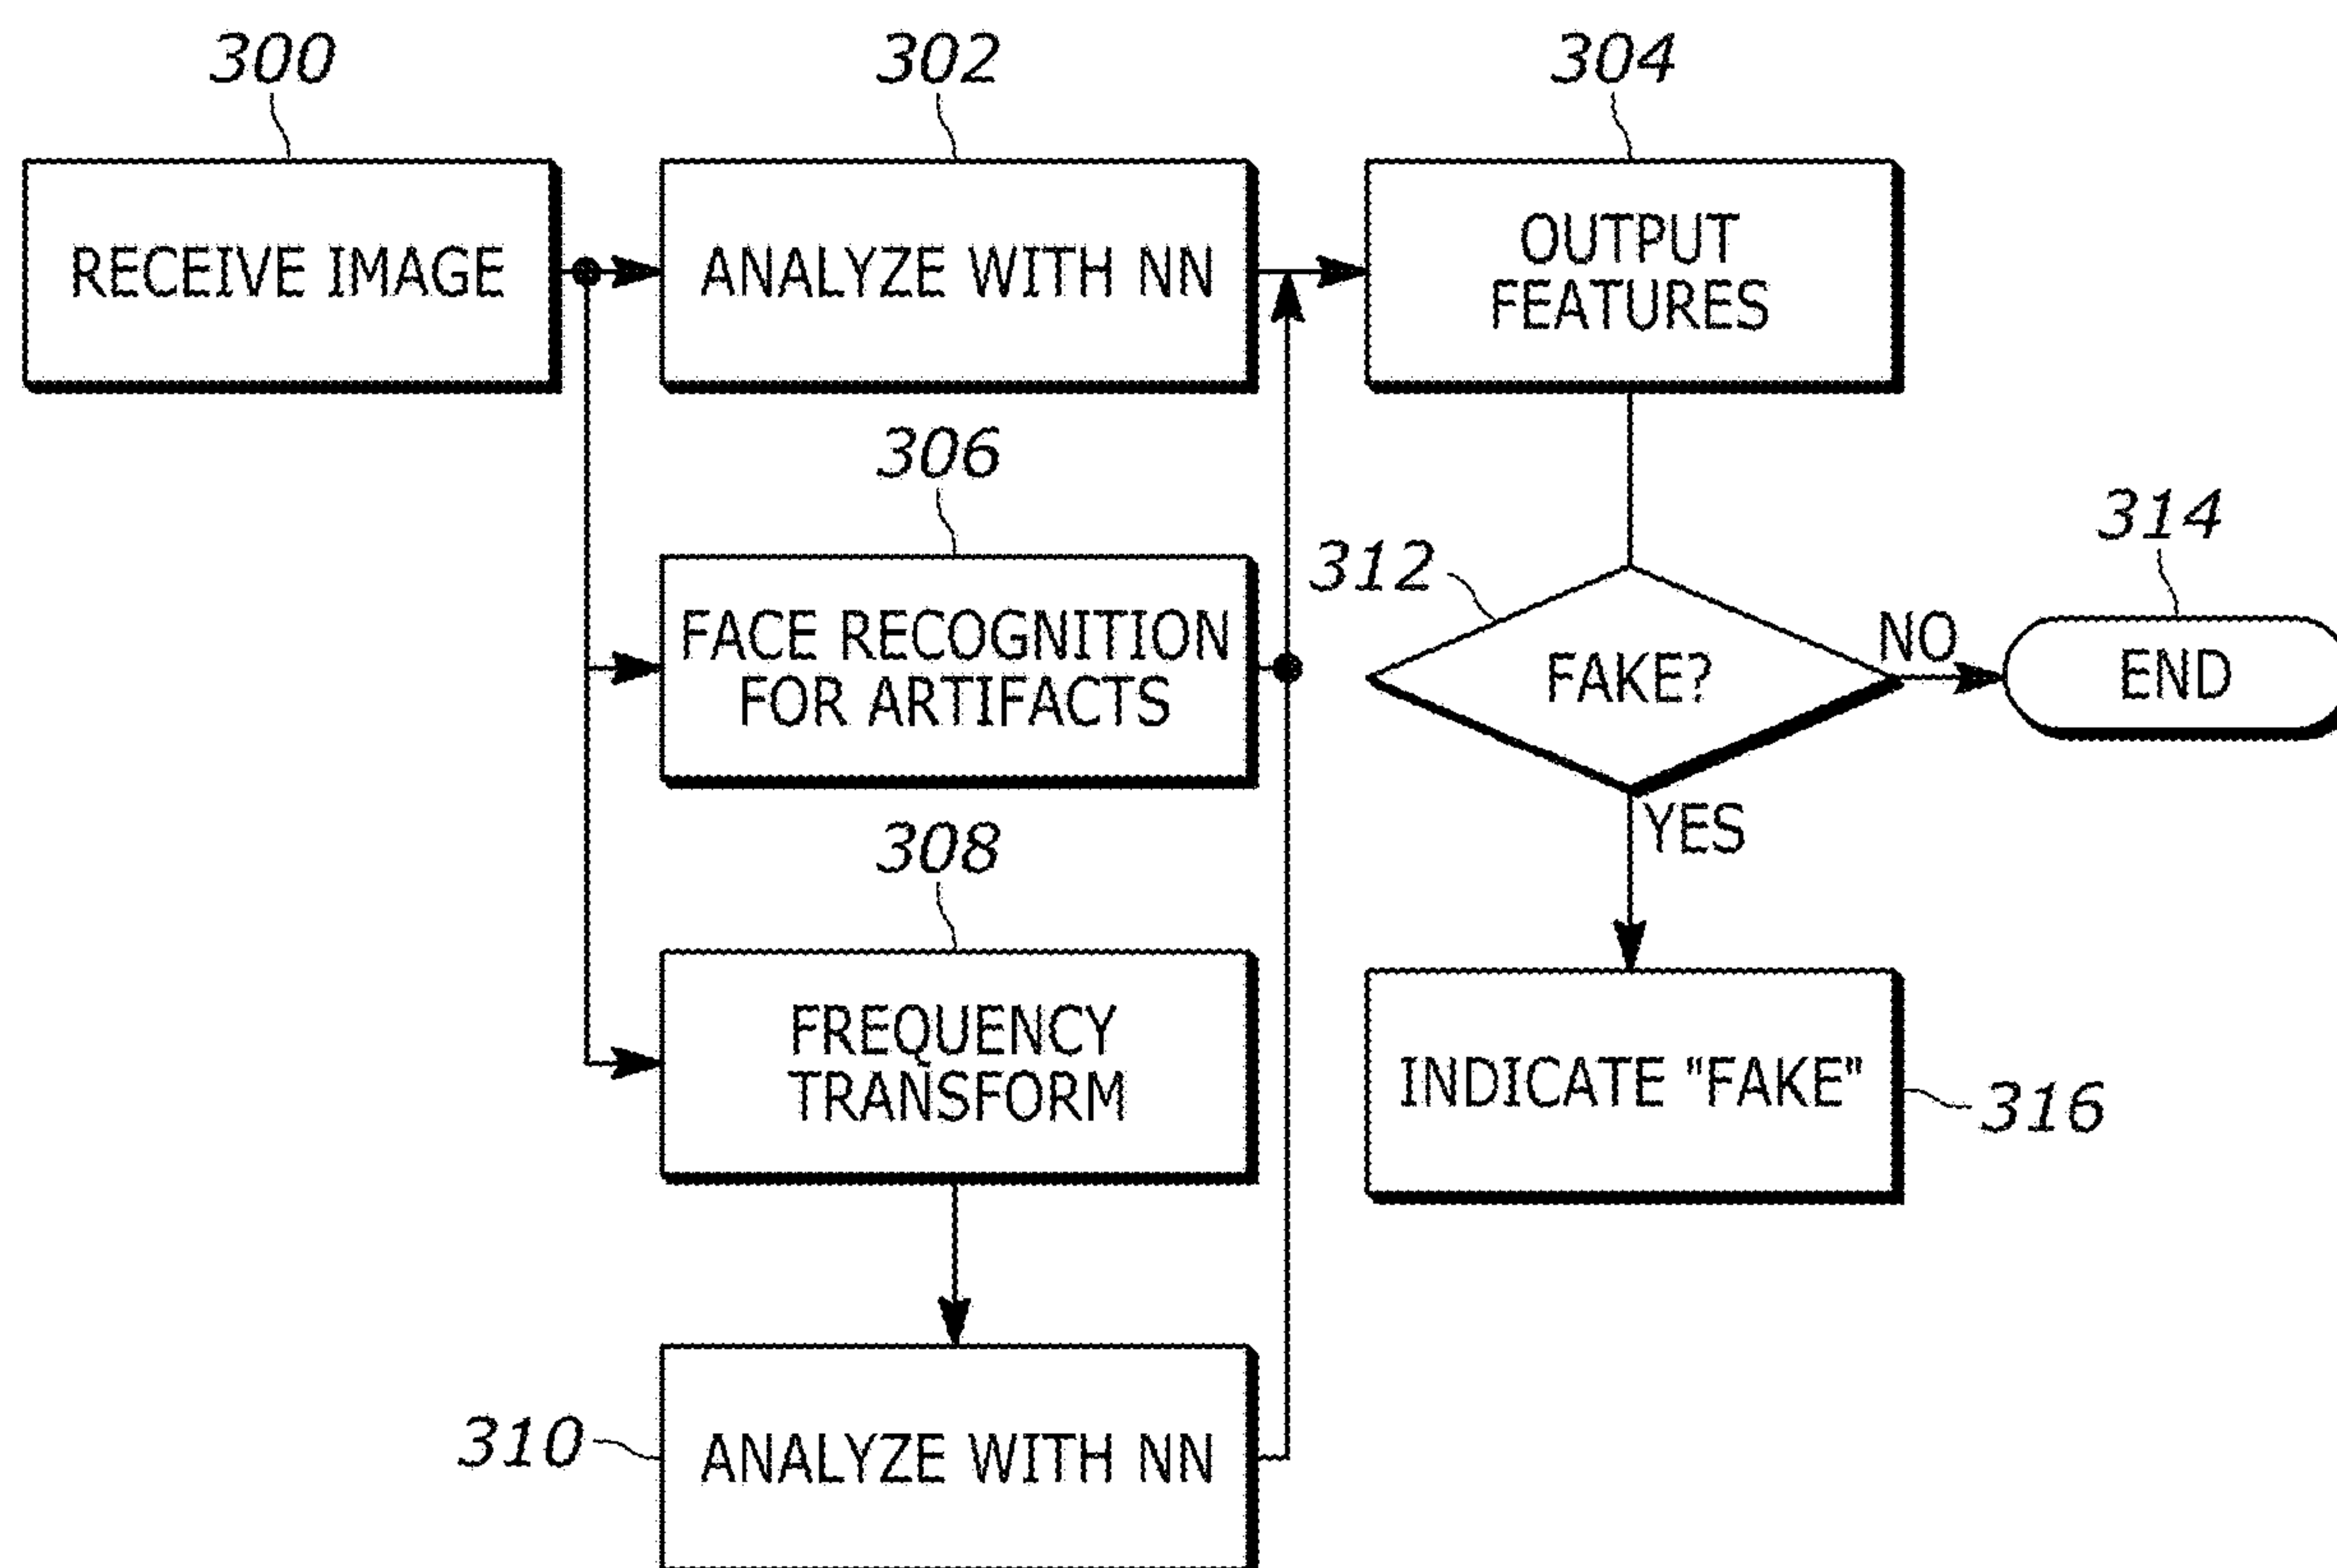 300
302
304
RECEIVE IMAGE
ANALYZE WITH NN
OUTPUT
FEATURES
306
FACE RECOGNITION
FOR ARTIFACTS
312
FAKE?
NO
314
END
YES
308
FREQUENCY
TRANSFORM
INDICATE "FAKE"
316
310
ANALYZE WITH NN